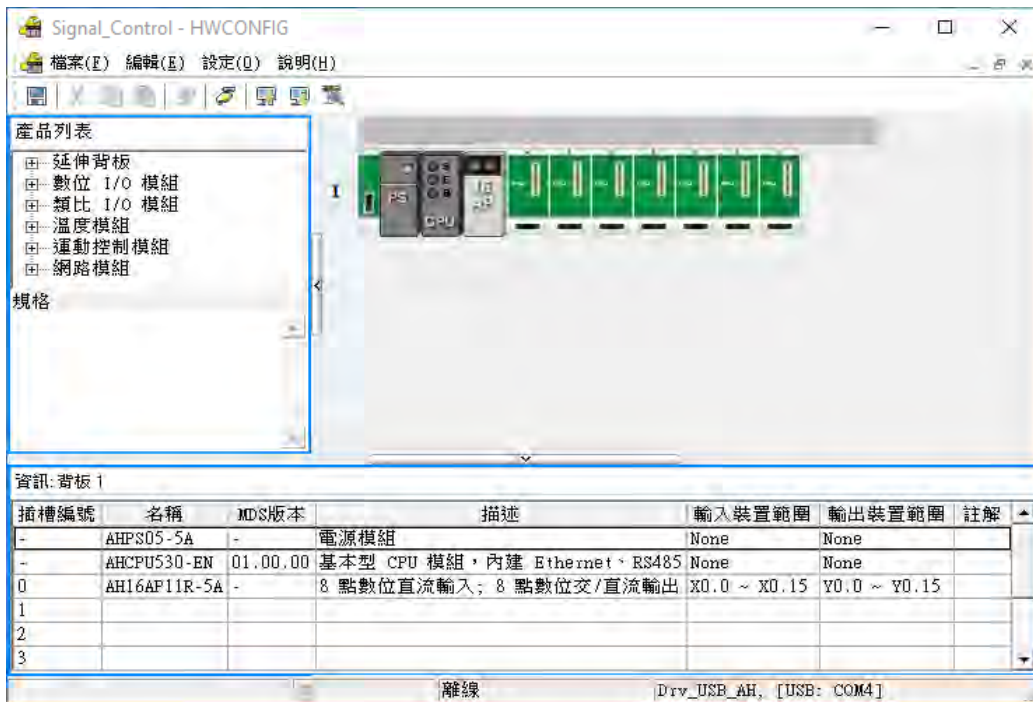 Signal_Control - HWCONFIG
檔案(F) 編輯(E) 設定(O) 說明(H)
產品列表
延伸背板
數位 I/O 模組
類比 I/O 模組
溫度模組
運動控制模組
網路模組
規格
1
PS
CPU
16
AP
資訊: 背板 1
插槽編號 名稱 MDS版本 描述 輸入裝置範圍 輸出裝置範圍 註解
- AHPS05-5A - 電源模組 None None
- AHCPU530-EN 01.00.00 基本型 CPU 模組，內建 Ethernet、RS485 None None
0 AH16AP11R-5A - 8 點數位直流輸入; 8 點數位交/直流輸出 X0.0 ~ X0.15 Y0.0 ~ Y0.15
1
2
3
離線 Drv_USB_AH, [USB: COM4]